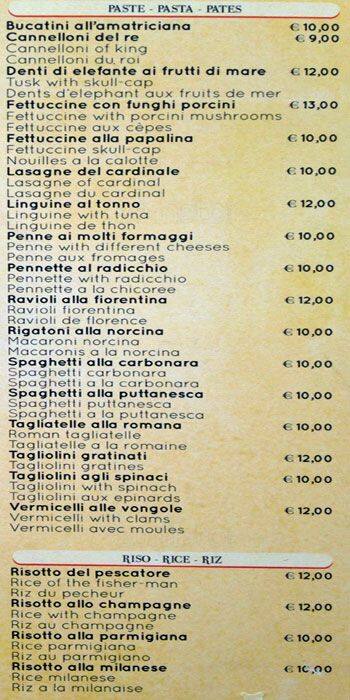 PASTE - PASTA - PATES
Bucatini all'amatriciana € 10,00
Cannelloni del re € 9,00
Cannelloni of king
Cannelloni du roi
Denti di elefante ai frutti di mare € 12,00
Tusk with skull-cap
Dents d'elephant aux fruits de mer
Fettuccine con funghi porcini € 13,00
Fettuccine with porcini mushrooms
Fettuccine aux cèpes
Fettuccine alla papalina € 10,00
Fettuccine skull-cap
Nouilles a la calotte
Lasagne del cardinale € 10,00
Lasagne of cardinal
Lasagne du cardinal
Linguine al tonno € 12,00
Linguine with tuna
Linguine de thon
Penne ai molti formaggi € 10,00
Penne with different cheeses
Penne aux fromages
Pennette al radicchio € 10,00
Pennette with radicchio
Pennette a la chicoree
Ravioli alla fiorentina € 12,00
Ravioli fiorentina
Ravioli de florence
Rigatoni alla norcina € 10,00
Macaroni norcina
Macaronis a la norcina
Spaghetti alla carbonara € 10,00
Spaghetti carbonara
Spaghetti a la carbonara
Spaghetti alla puttanesca € 10,00
Spaghetti puttanesca
Spaghetti a la puttanesca
Tagliatelle alla romana € 10,00
Roman tagliatelle
Tagliatelle a la romaine
Tagliolini gratinati € 12,00
Tagliolini gratines
Tagliolini agli spinaci € 10,00
Tagliolini with spinach
Tagliolini aux epinards
Vermicelli alle vongole € 12,00
Vermicelli with clams
Vermicelli avec moules
RISO - RICE - RIZ
Risotto del pescatore € 12,00
Rice of the fisher-man
Riz du pecheur
Risotto allo champagne € 12,00
Rice with champagne
Riz au champagne
Risotto alla parmigiana € 10,00
Rice parmigiana
Riz au parmigiano
Risotto alla milanese € 10,00
Rice milanese
Riz a la milanaise